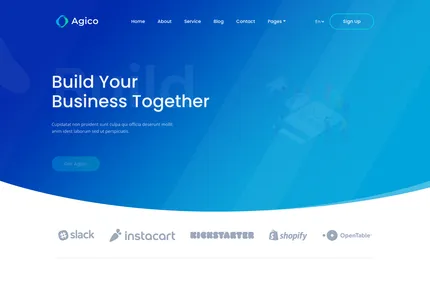 Agico
Home About Service Blog Contact Pages
En
Sign Up
Build
Build Your
Business Together
Cupidatat non proident sunt culpa qui officia deserunt mollit
anim idest laborum sed ut perspiciatis
slack instacart KICKSTARTER shopify OpenTable